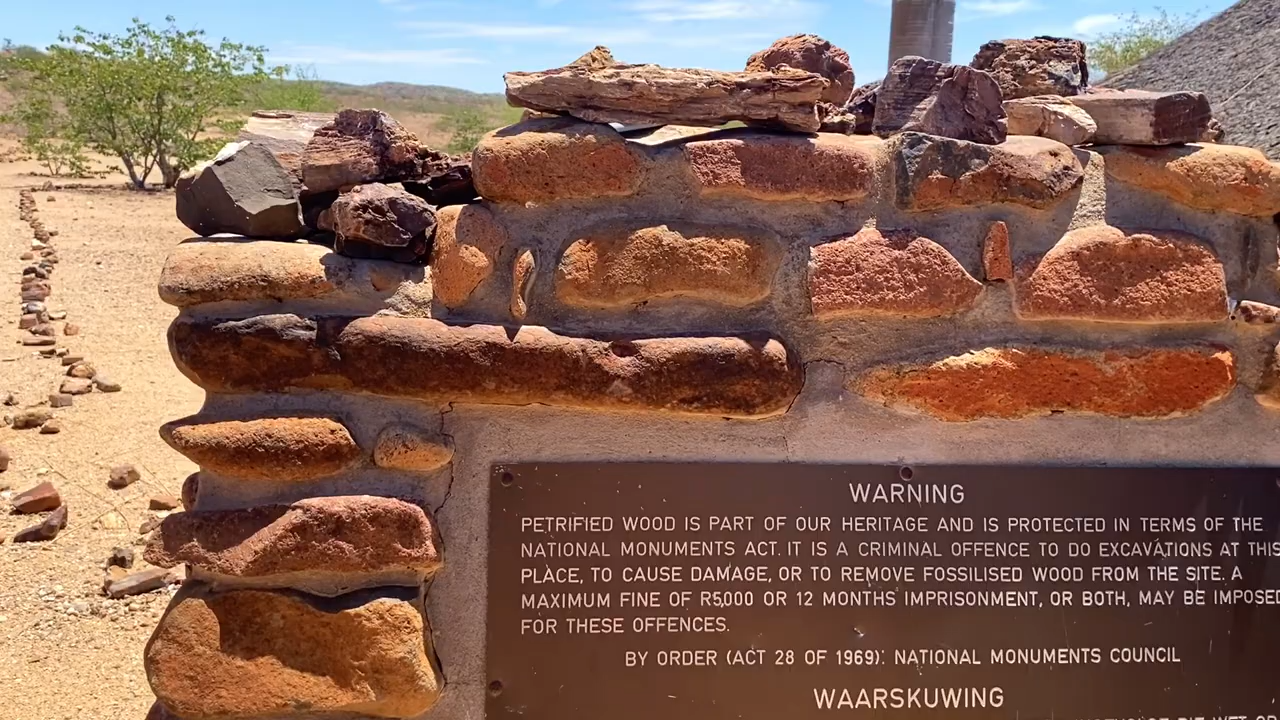 WARNING
PETRIFIED WOOD IS PART OF OUR HERITAGE AND IS PROTECTED IN TERMS OF THE
NATIONAL MONUMENTS ACT. IT IS A CRIMINAL OFFENCE TO DO EXCAVATIONS AT THIS
PLACE, TO CAUSE DAMAGE, OR TO REMOVE FOSSILISED WOOD FROM THE SITE. A
MAXIMUM FINE OF R5,000 OR 12 MONTHS IMPRISONMENT, OR BOTH, MAY BE IMPOSED
FOR THESE OFFENCES.
BY ORDER (ACT 28 OF 1969): NATIONAL MONUMENTS COUNCIL
WAARSKUWING